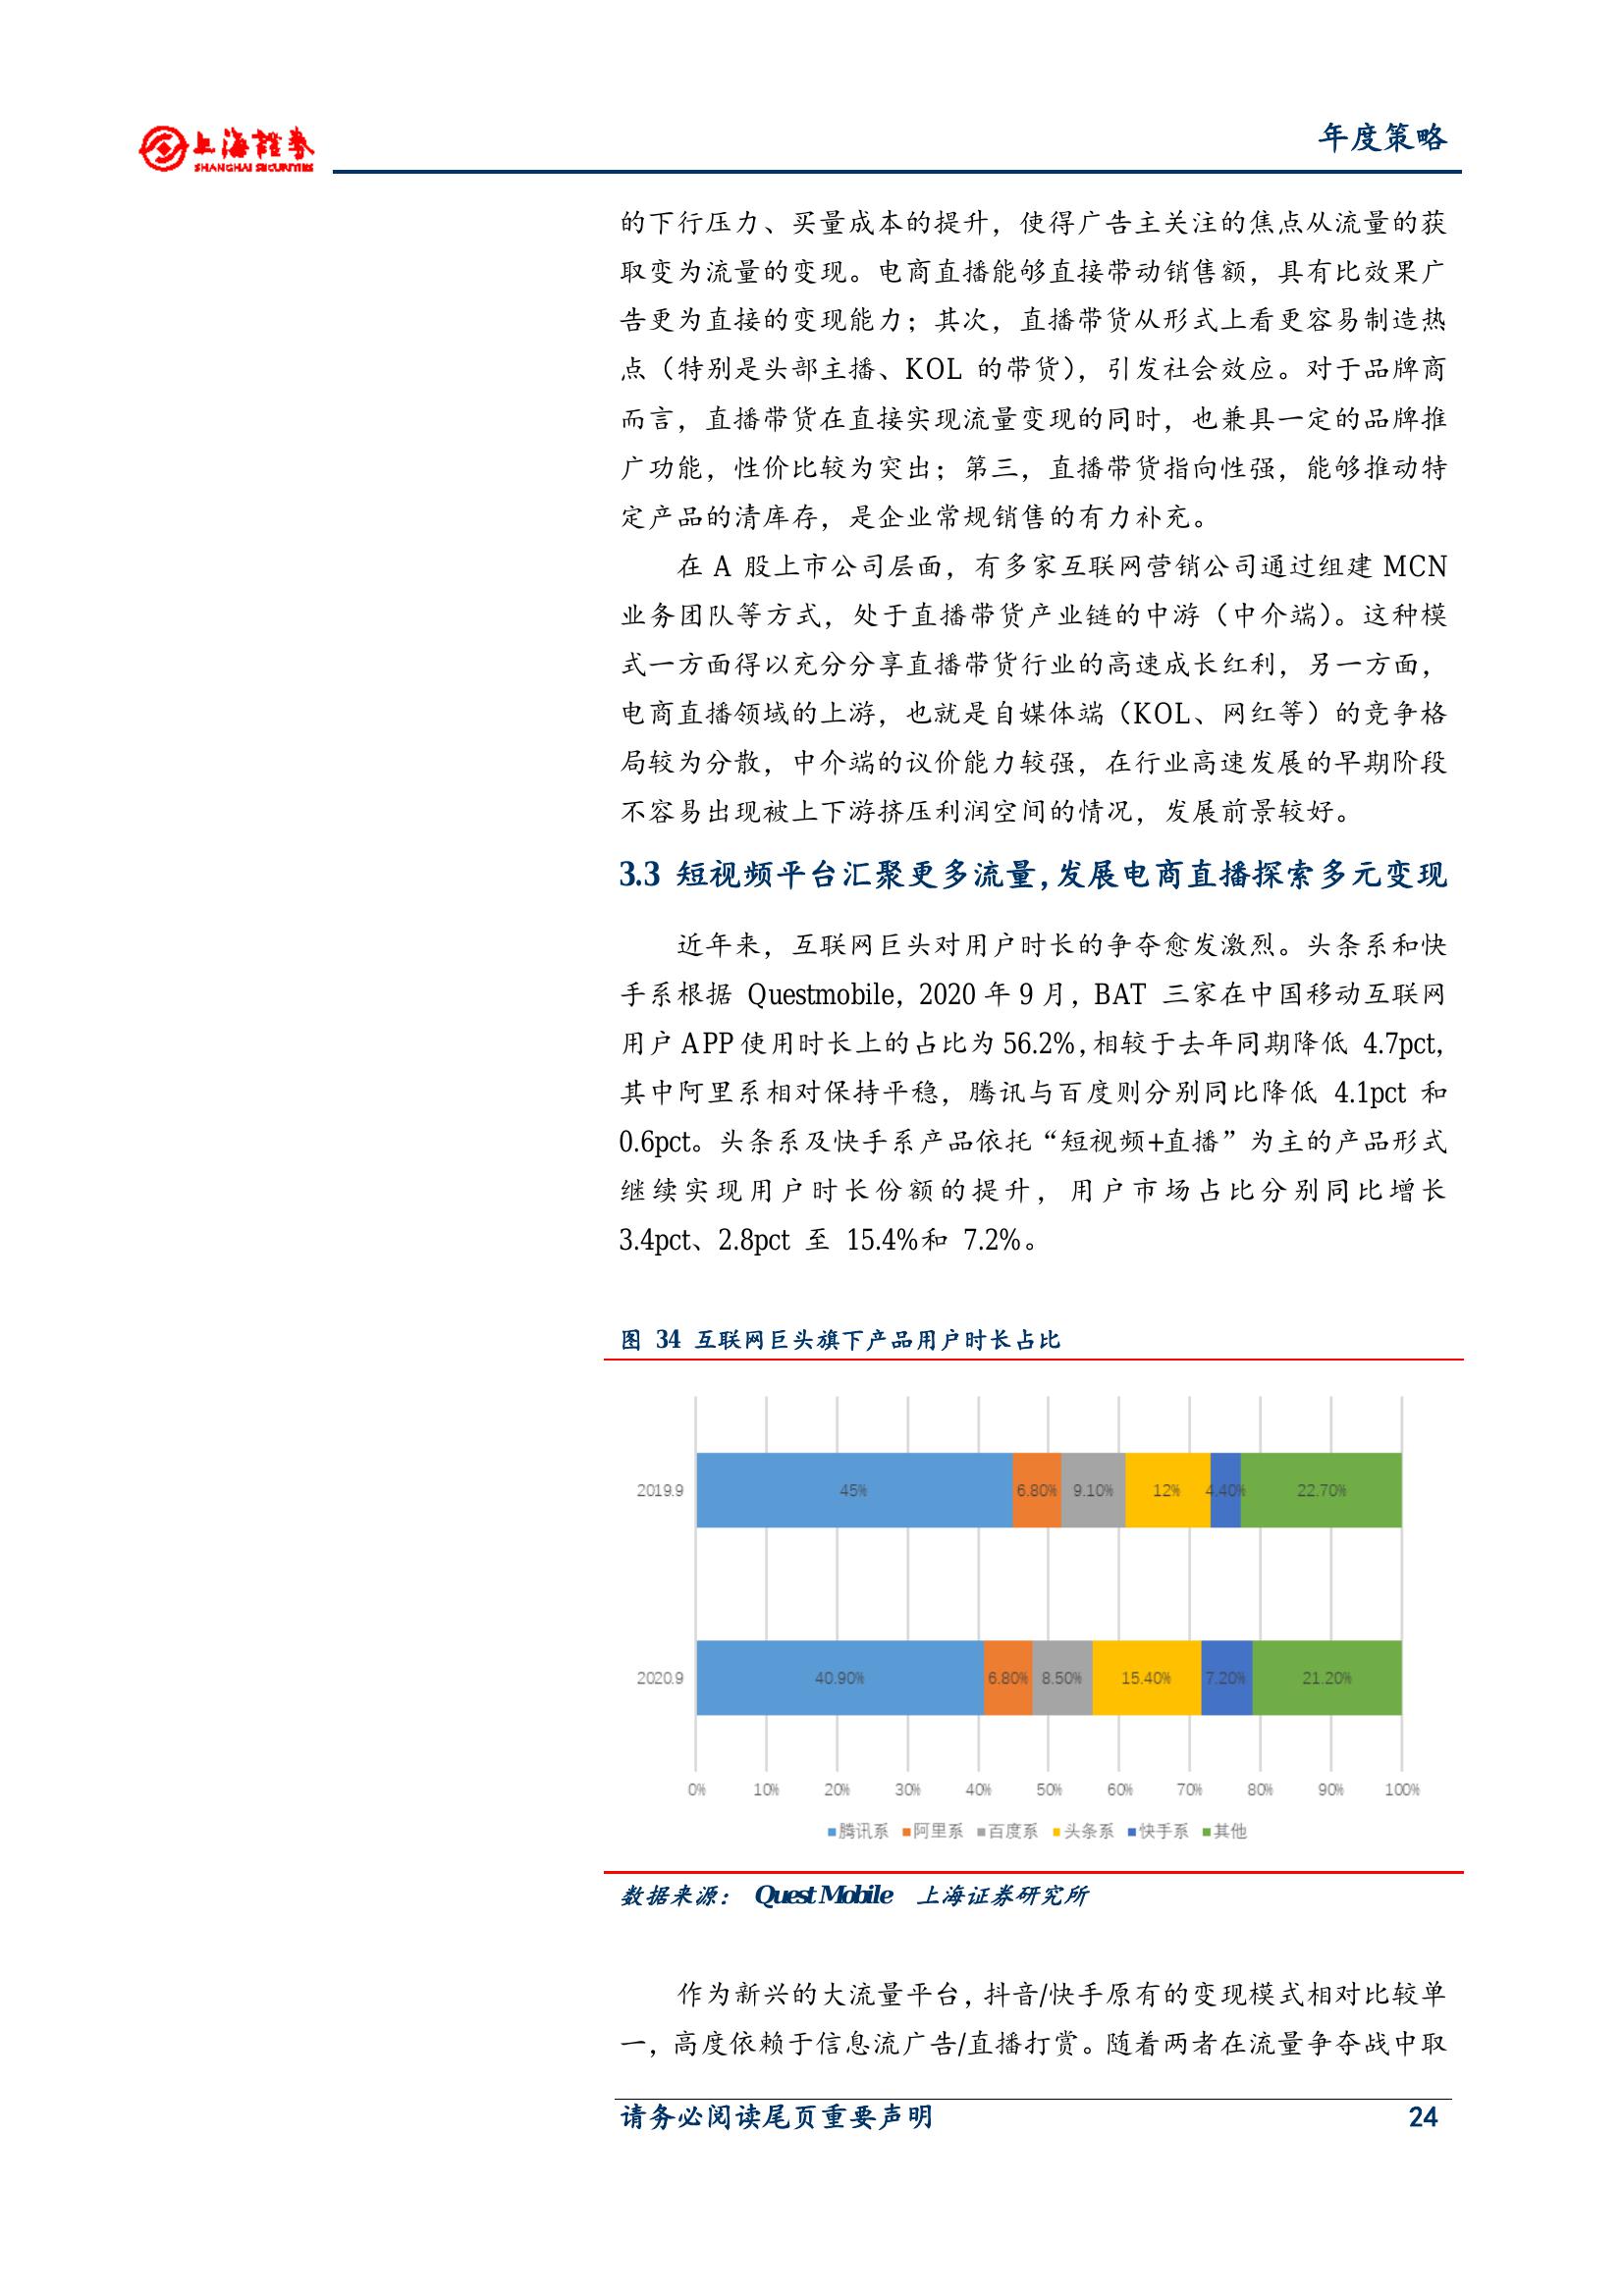 上海證券
SHANGHAI SECURITIES
年度策略
的下行压力、买量成本的提升，使得广告主关注的焦点从流量的获
取变为流量的变现。电商直播能够直接带动销售额，具有比效果广
告更为直接的变现能力；其次，直播带货从形式上看更容易制造热
点（特别是头部主播、KOL 的带货），引发社会效应。对于品牌商
而言，直播带货在直接实现流量变现的同时，也兼具一定的品牌推
广功能，性价比较为突出；第三，直播带货指向性强，能够推动特
定产品的清库存，是企业常规销售的有力补充。
在 A 股上市公司层面，有多家互联网营销公司通过组建 MCN
业务团队等方式，处于直播带货产业链的中游（中介端）。这种模
式一方面得以充分分享直播带货行业的高速成长红利，另一方面，
电商直播领域的上游，也就是自媒体端（KOL、网红等）的竞争格
局较为分散，中介端的议价能力较强，在行业高速发展的早期阶段
不容易出现被上下游挤压利润空间的情况，发展前景较好。
3.3 短视频平台汇聚更多流量，发展电商直播探索多元变现
近年来，互联网巨头对用户时长的争夺愈发激烈。头条系和快
手系根据 Questmobile，2020 年 9 月，BAT 三家在中国移动互联网
用户 APP 使用时长上的占比为 56.2%，相较于去年同期降低 4.7pct，
其中阿里系相对保持平稳，腾讯与百度则分别同比降低 4.1pct 和
0.6pct。头条系及快手系产品依托“短视频+直播”为主的产品形式
继续实现用户时长份额的提升，用户市场占比分别同比增长
3.4pct、2.8pct 至 15.4%和 7.2%。
图 34 互联网巨头旗下产品用户时长占比
2019.9 45% 6.80% 9.10% 12% 4.40% 22.70%
2020.9 40.90% 6.80% 8.50% 15.40% 7.20% 21.20%
0% 10% 20% 30% 40% 50% 60% 70% 80% 90% 100%
腾讯系 阿里系 百度系 头条系 快手系 其他
数据来源： Quest Mobile 上海证券研究所
作为新兴的大流量平台，抖音/快手原有的变现模式相对比较单
一，高度依赖于信息流广告/直播打赏。随着两者在流量争夺战中取
请务必阅读尾页重要声明 24